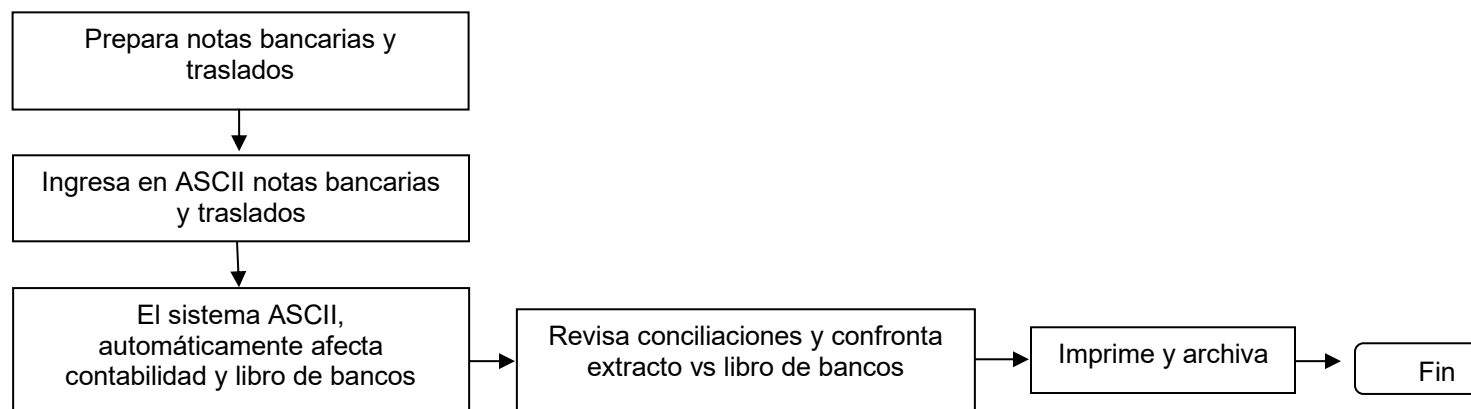 Prepara notas bancarias y
traslados
Ingresa en ASCII notas bancarias
y traslados
El sistema ASCII,
automáticamente afecta
contabilidad y libro de bancos
Revisa conciliaciones y confronta
extracto vs libro de bancos
Imprime y archiva
Fin